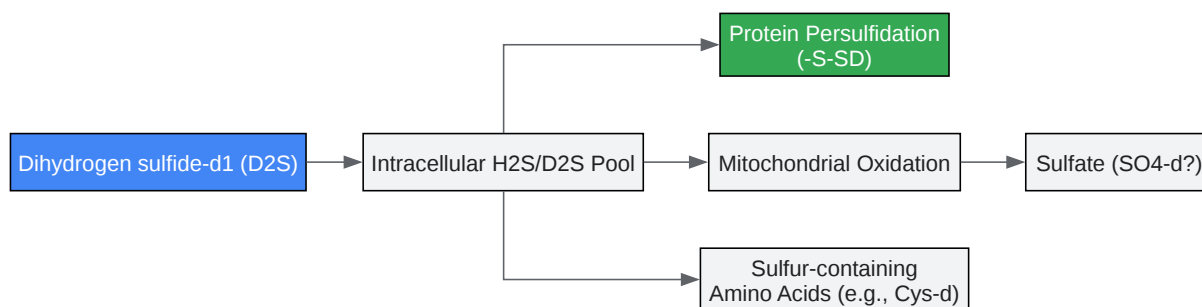 Protein Persulfidation
(-S-SD)
Dihydrogen sulfide-d1 (D2S)
Intracellular H2S/D2S Pool
Mitochondrial Oxidation
Sulfate (SO4-d?)
Sulfur-containing
Amino Acids (e.g., Cys-d)